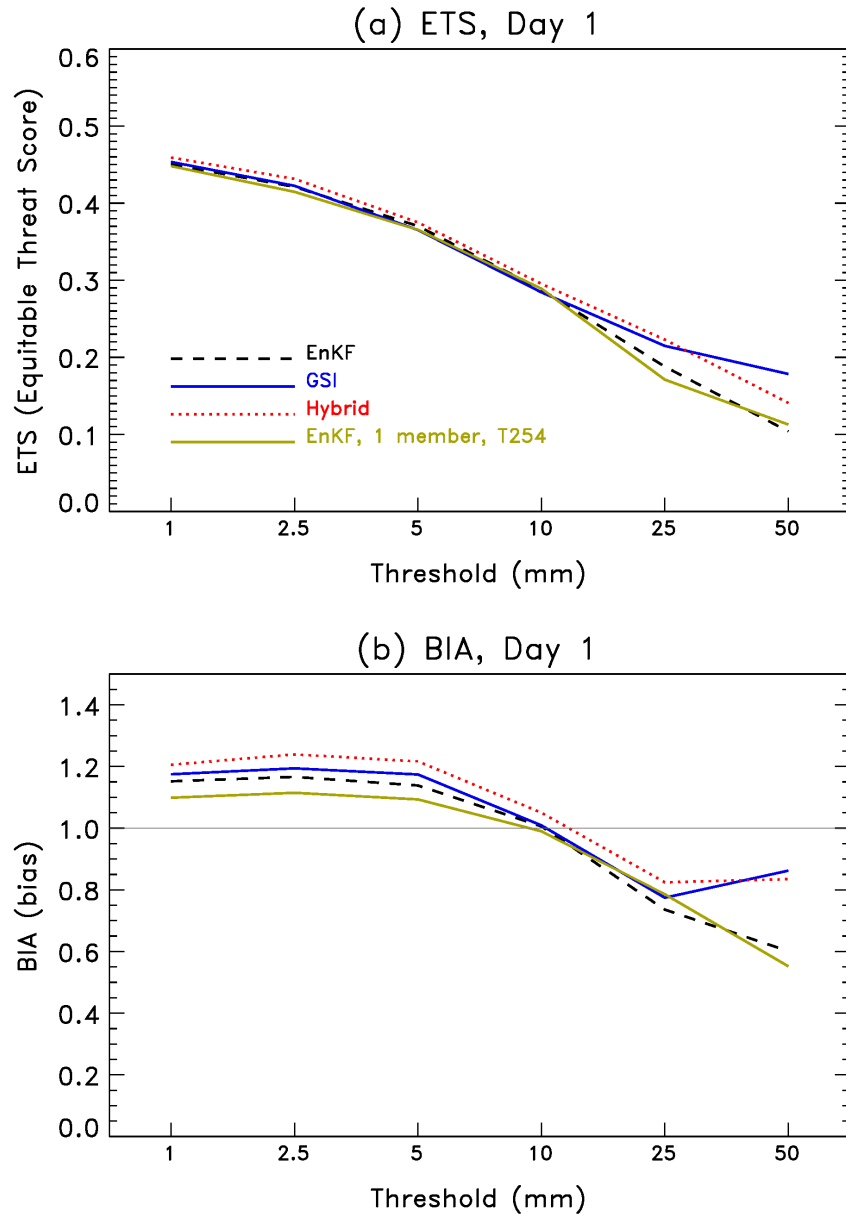 (a) ETS, Day 1
ETS (Equitable Threat Score)
0.6
0.5
0.4
0.3
0.2
0.1
0.0
EnKF
GSI
Hybrid
EnKF, 1 member, T254
1 2.5 5 10 25 50
Threshold (mm)
(b) BIA, Day 1
BIA (bias)
1.4
1.2
1.0
0.8
0.6
0.4
0.2
0.0
1 2.5 5 10 25 50
Threshold (mm)